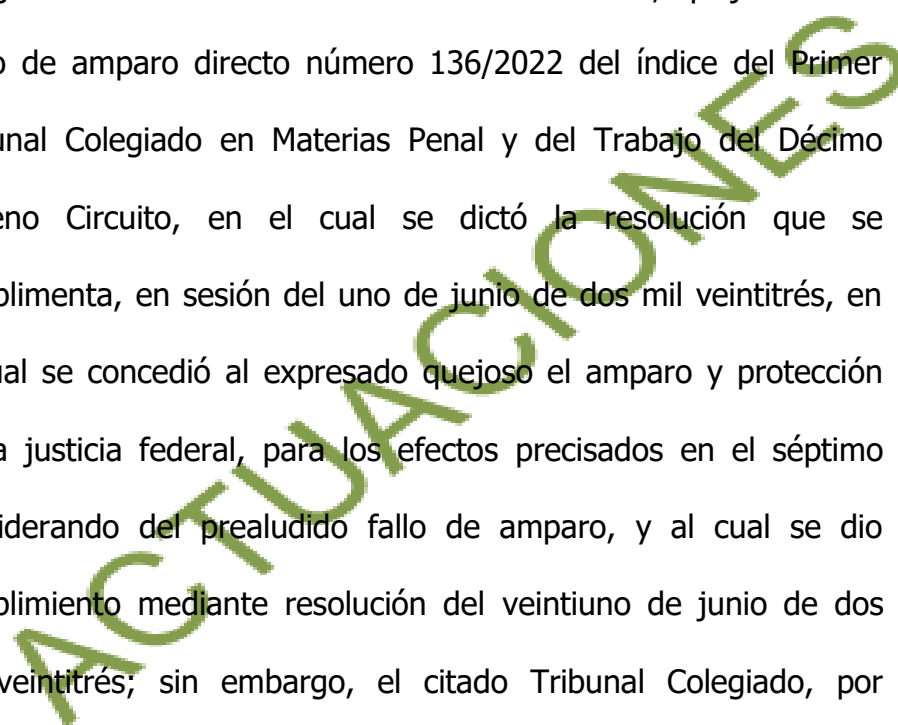 o de amparo directo número 136/2022 del índice del Primer
unal Colegiado en Materias Penal y del Trabajo del Décimo
eno Circuito, en el cual se dictó la resolución que se
plimenta, en sesión del uno de junio de dos mil veintitrés, en
ual se concedió al expresado quejoso el amparo y protección
a justicia federal, para los efectos precisados en el séptimo
siderando del prealudido fallo de amparo, y al cual se dio
plimiento mediante resolución del veintiuno de junio de dos
veintitrés; sin embargo, el citado Tribunal Colegiado, por
ACTUACIONES